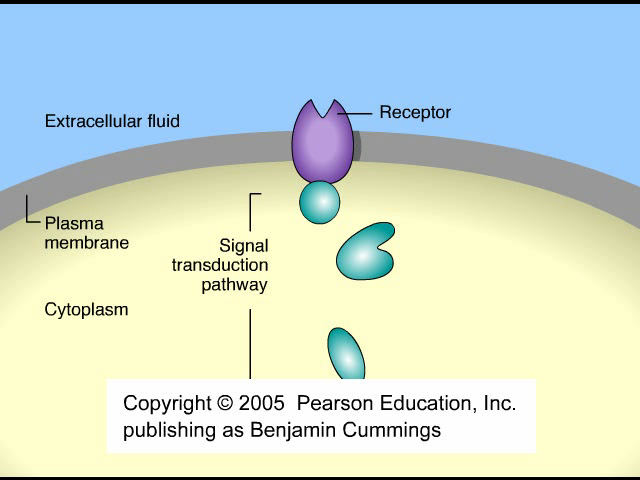 Extracellular fluid
Receptor
Plasma
membrane
Signal
transduction
pathway
Cytoplasm
Copyright © 2005  Pearson Education, Inc.
publishing as Benjamin Cummings